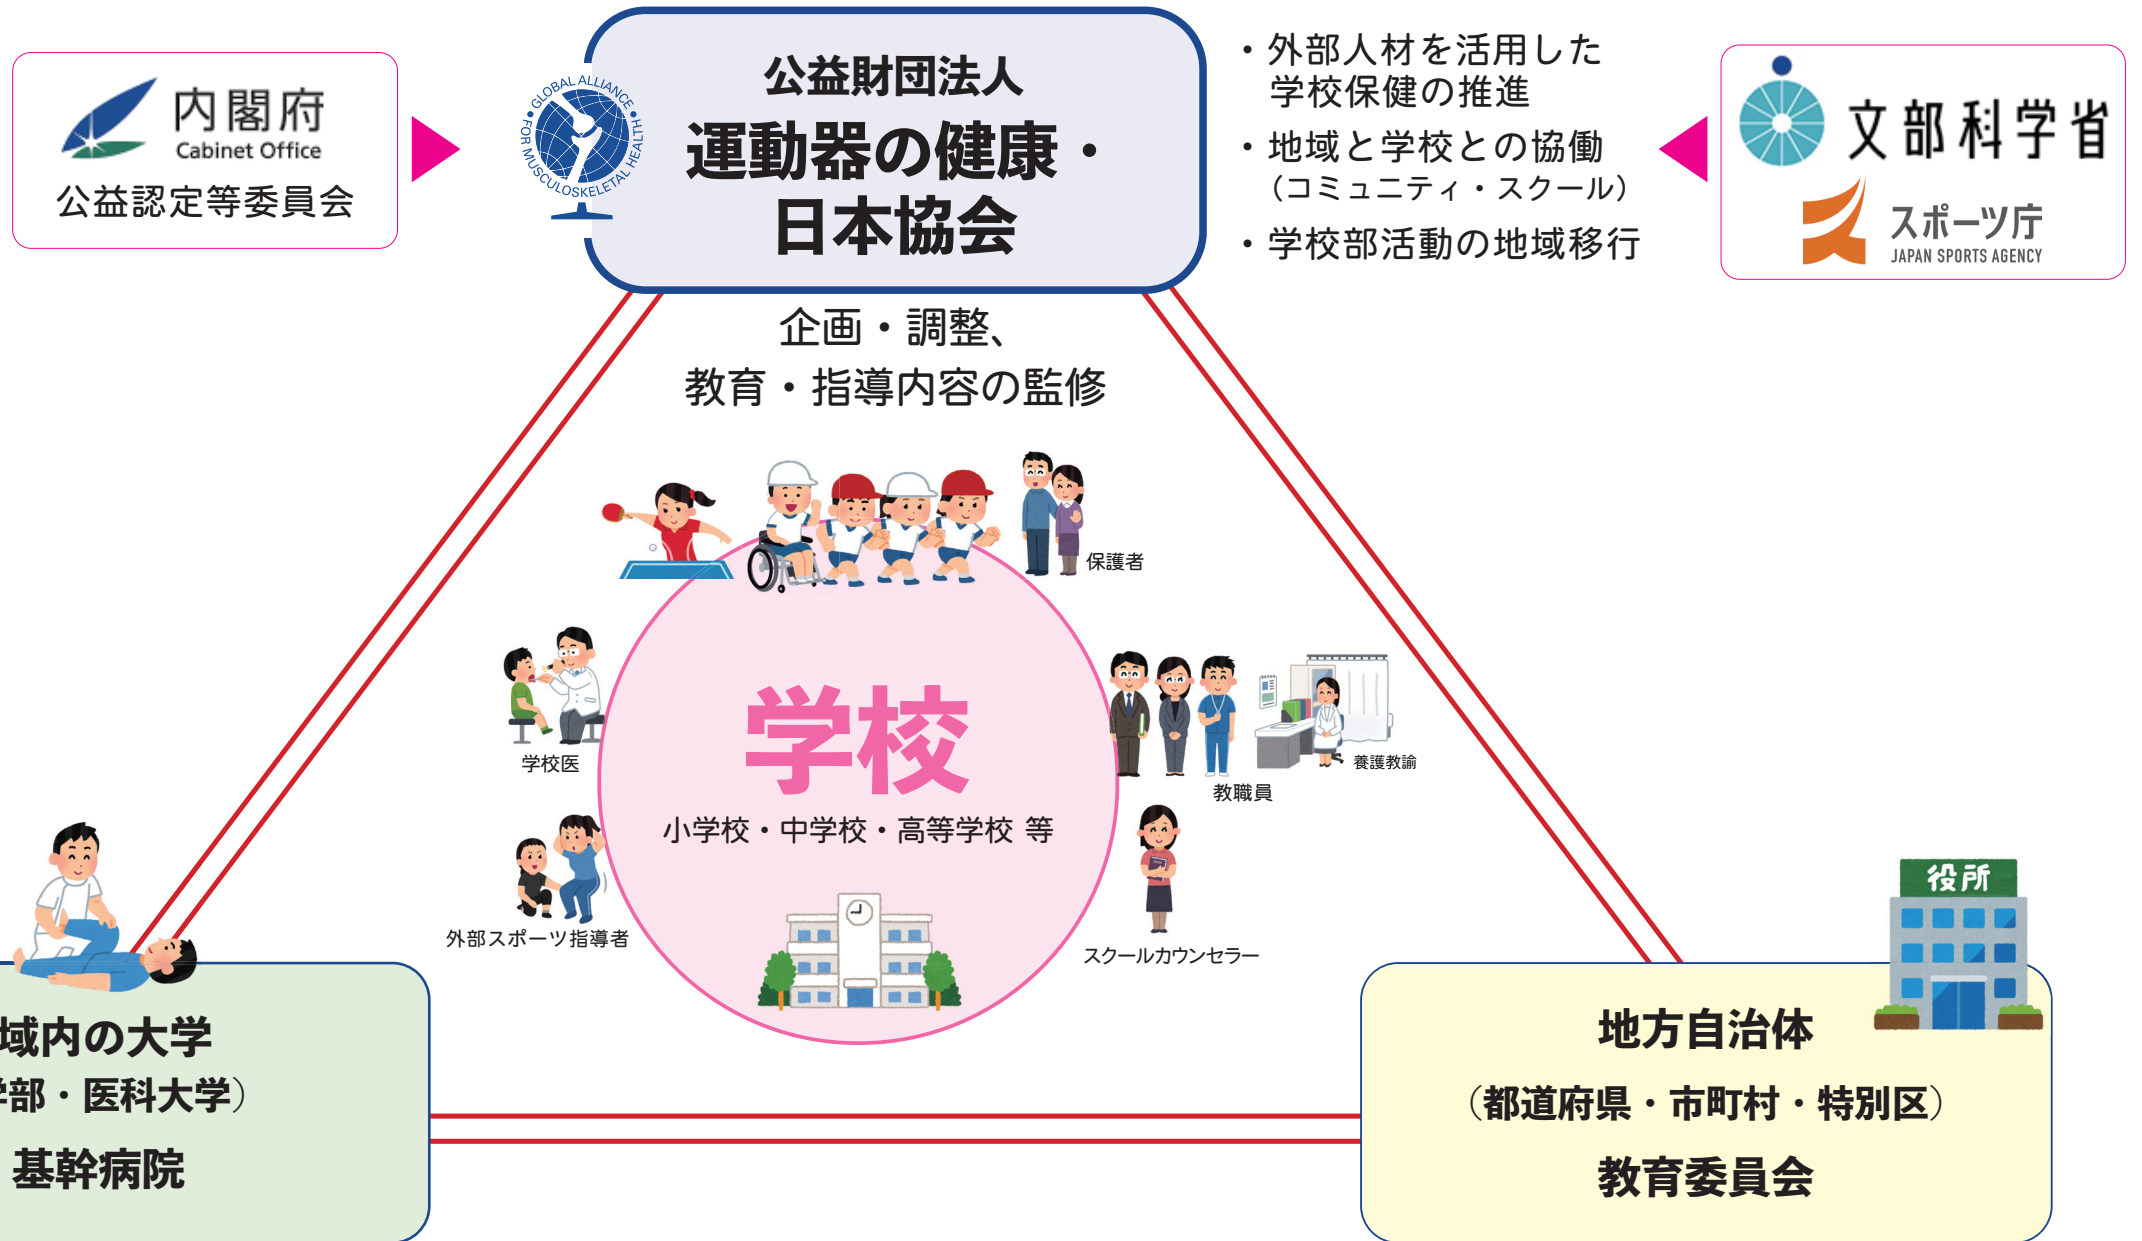 内閣府
Cabinet Office
公益認定等委員会
GLOBAL ALLIANCE
FOR MUSCULOSKELETAL HEALTH
公益財団法人
運動器の健康・
日本協会
・外部人材を活用した
学校保健の推進
・地域と学校との協働
（コミュニティ・スクール）
・学校部活動の地域移行
文部科学省
スポーツ庁
JAPAN SPORTS AGENCY
企画・調整、
教育・指導内容の監修
保護者
学校医
学校
小学校・中学校・高等学校 等
教職員
養護教諭
外部スポーツ指導者
スクールカウンセラー
域内の大学
学部・医科大学）
基幹病院
役所
地方自治体
（都道府県・市町村・特別区）
教育委員会